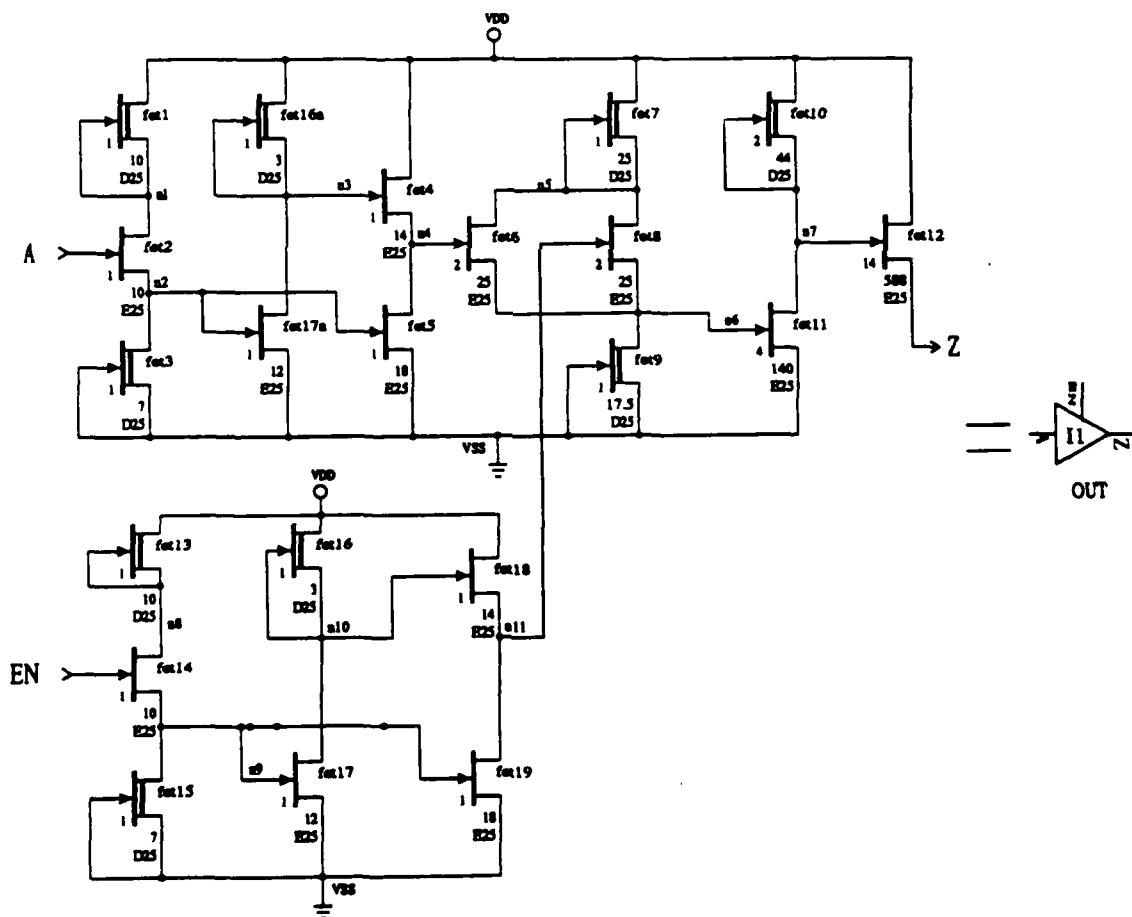 VDD
fet1
1
10
D25
n1
fet16a
1
3
D25
n3
fet4
1
14
E25
n4
fet7
1
25
D25
n5
fet10
2
44
D25
A
fet2
1
10
E25
n2
fet6
2
25
E25
fet8
2
25
E25
n7
fet12
14
588
E25
fet3
1
7
D25
fet17a
1
12
E25
fet5
1
18
E25
n6
fet9
1
17.5
D25
fet11
4
140
E25
Z
VSS
EN
I1
Z
OUT
VDD
fet13
1
10
D25
n8
fet16
1
3
D25
n10
fet18
1
14
E25
n11
EN
fet14
1
10
E25
n9
fet15
1
7
D25
fet17
1
12
E25
fet19
1
18
E25
VSS